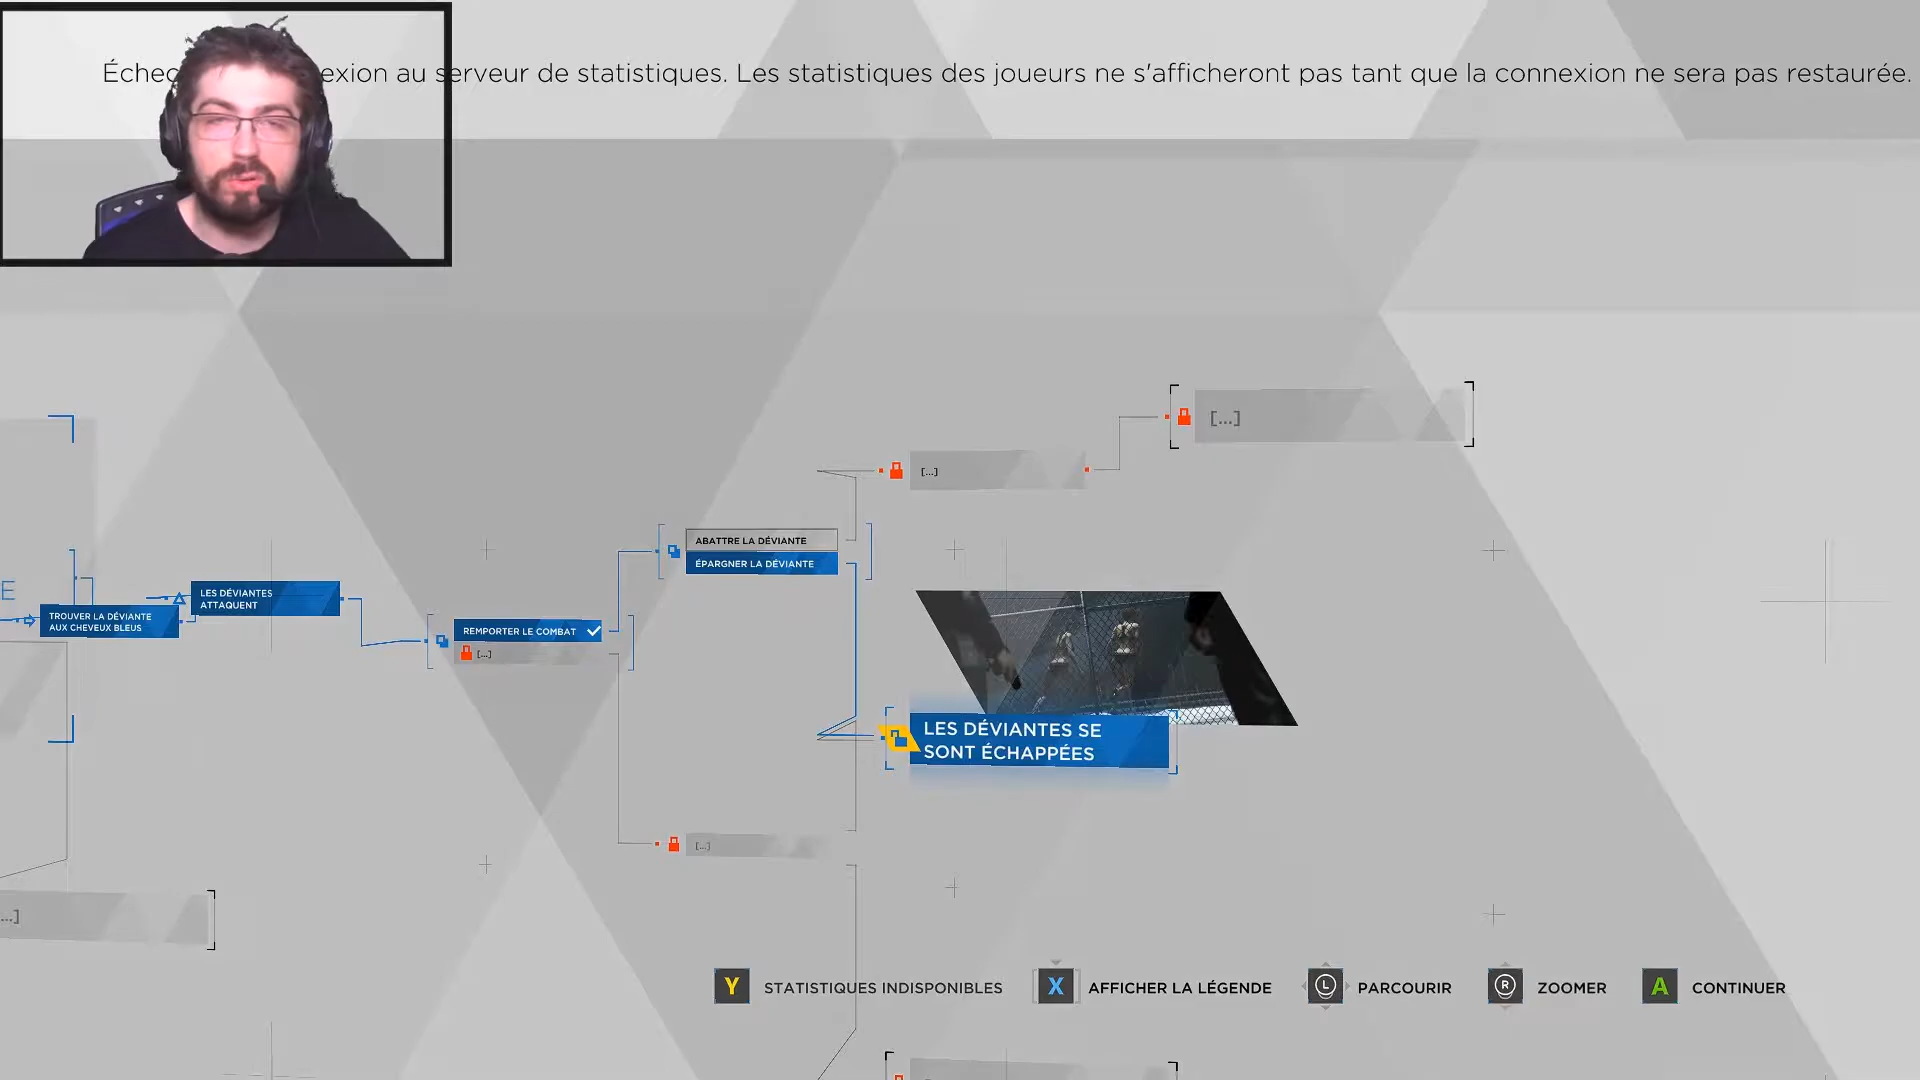 Échec exion au serveur de statistiques. Les statistiques des joueurs ne s'afficheront pas tant que la connexion ne sera pas restaurée.
[...]
[...]
ABATTRE LA DÉVIANTE
ÉPARGNER LA DÉVIANTE
E
LES DÉVIANTES
ATTAQUENT
TROUVER LA DÉVIANTE
AUX CHEVEUX BLEUS
REMPORTER LE COMBAT
[...]
LES DÉVIANTES SE
SONT ÉCHAPPÉES
[...]
...]
Y STATISTIQUES INDISPONIBLES X AFFICHER LA LÉGENDE L PARCOURIR R ZOOMER A CONTINUER